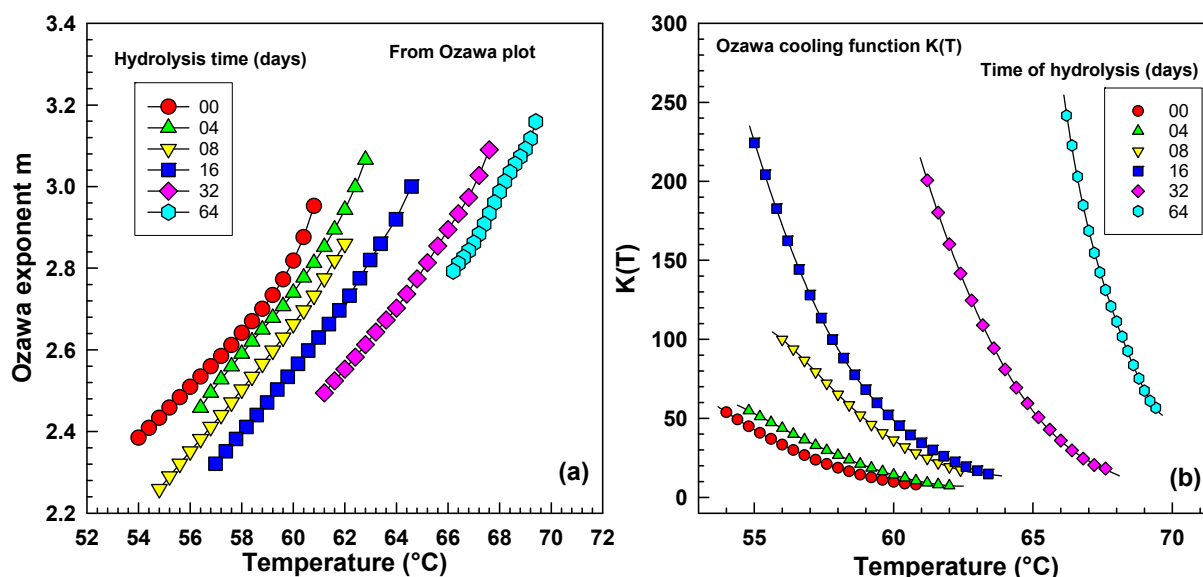 3.4
3.2
3.0
2.8
2.6
2.4
2.2
Ozawa exponent m
Hydrolysis time (days)
00
04
08
16
32
64
From Ozawa plot
(a)
52 54 56 58 60 62 64 66 68 70 72
Temperature (°C)
300
250
200
150
100
50
0
K(T)
Ozawa cooling function K(T)
Time of hydrolysis (days)
00
04
08
16
32
64
(b)
55 60 65 70
Temperature (°C)